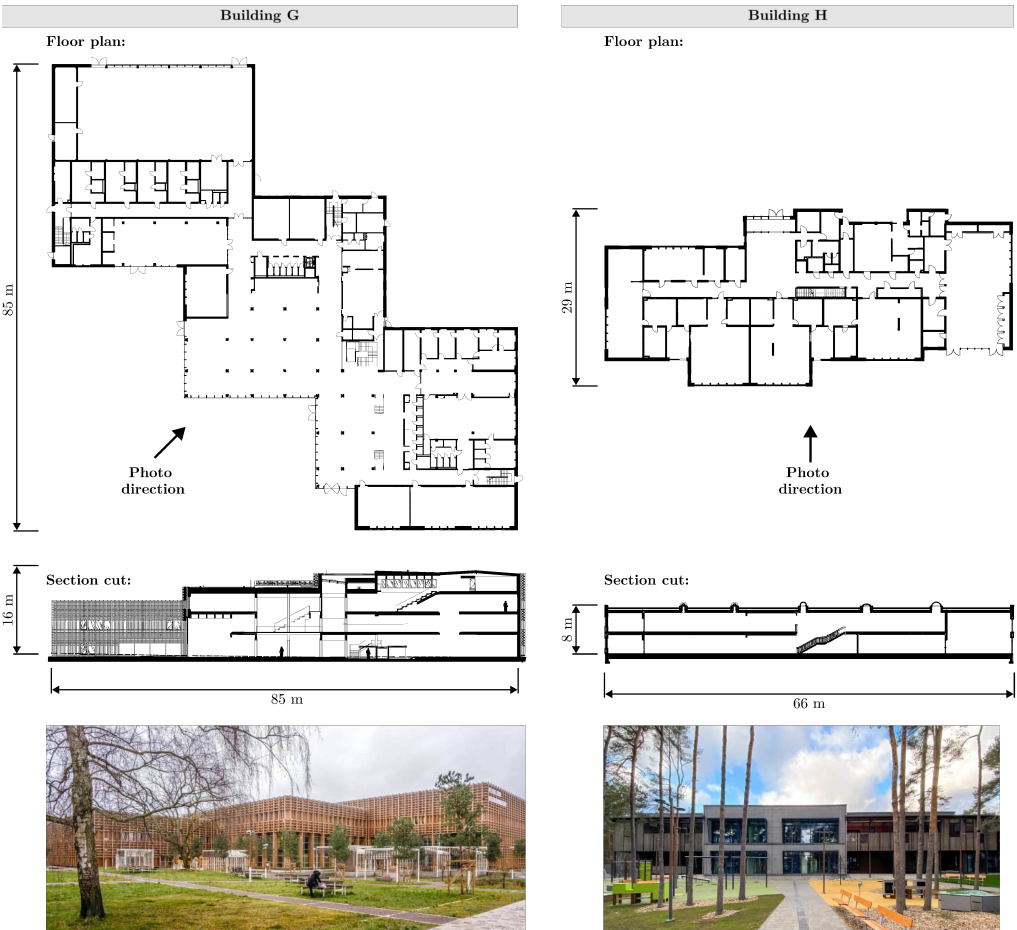 Building G
Floor plan:
85 m
Photo
direction
Section cut:
16 m
85 m
Building H
Floor plan:
29 m
Photo
direction
Section cut:
8 m
66 m